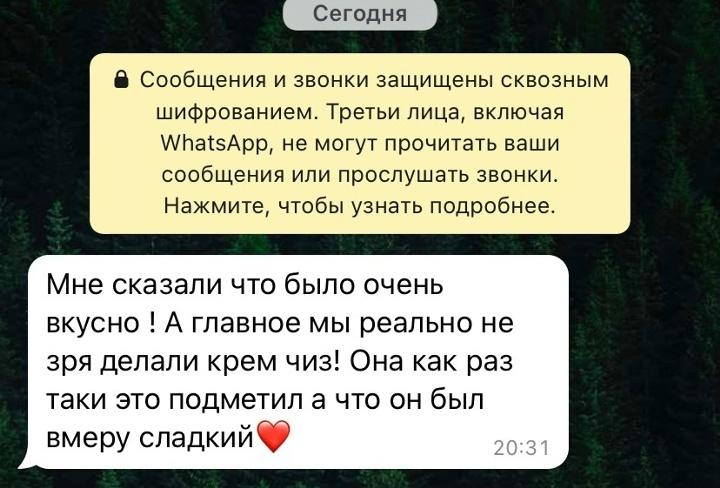 Сегодня
Сообщения и звонки защищены сквозным
шифрованием. Третьи лица, включая
WhatsApp, не могут прочитать ваши
сообщения или прослушать звонки.
Нажмите, чтобы узнать подробнее.
Мне сказали что было очень
вкусно ! А главное мы реально не
зря делали крем чиз! Она как раз
таки это подметил а что он был
вмеру сладкий❤️
20:31